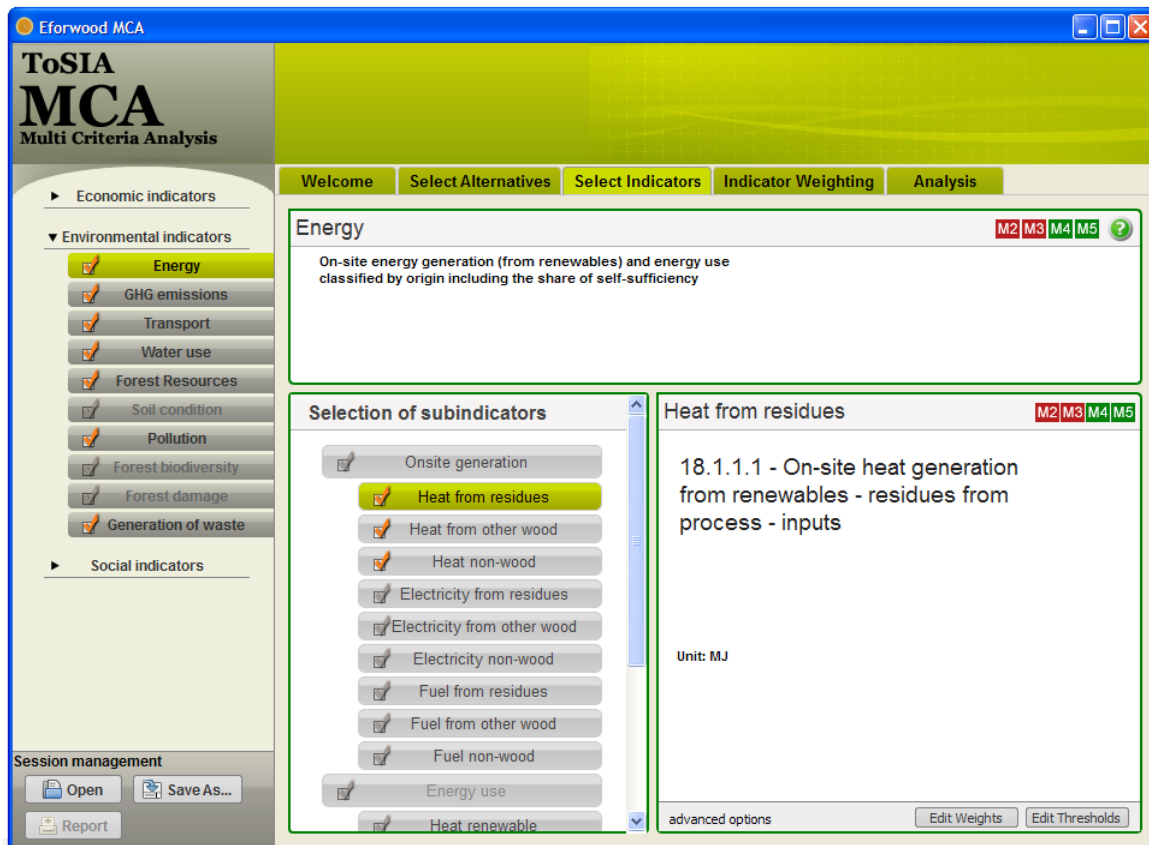 Eforwood MCA
ToSIA
MCA
Multi Criteria Analysis
Economic indicators
Environmental indicators
Energy
GHG emissions
Transport
Water use
Forest Resources
Soil condition
Pollution
Forest biodiversity
Forest damage
Generation of waste
Social indicators
Session management
Open
Save As...
Report
Welcome
Select Alternatives
Select Indicators
Indicator Weighting
Analysis
Energy
M2 M3 M4 M5 ?
On-site energy generation (from renewables) and energy use
classified by origin including the share of self-sufficiency
Selection of subindicators
Onsite generation
Heat from residues
Heat from other wood
Heat non-wood
Electricity from residues
Electricity from other wood
Electricity non-wood
Fuel from residues
Fuel from other wood
Fuel non-wood
Energy use
Heat renewable
Heat from residues
M2 M3 M4 M5
18.1.1.1 - On-site heat generation
from renewables - residues from
process - inputs
Unit: MJ
advanced options
Edit Weights
Edit Thresholds